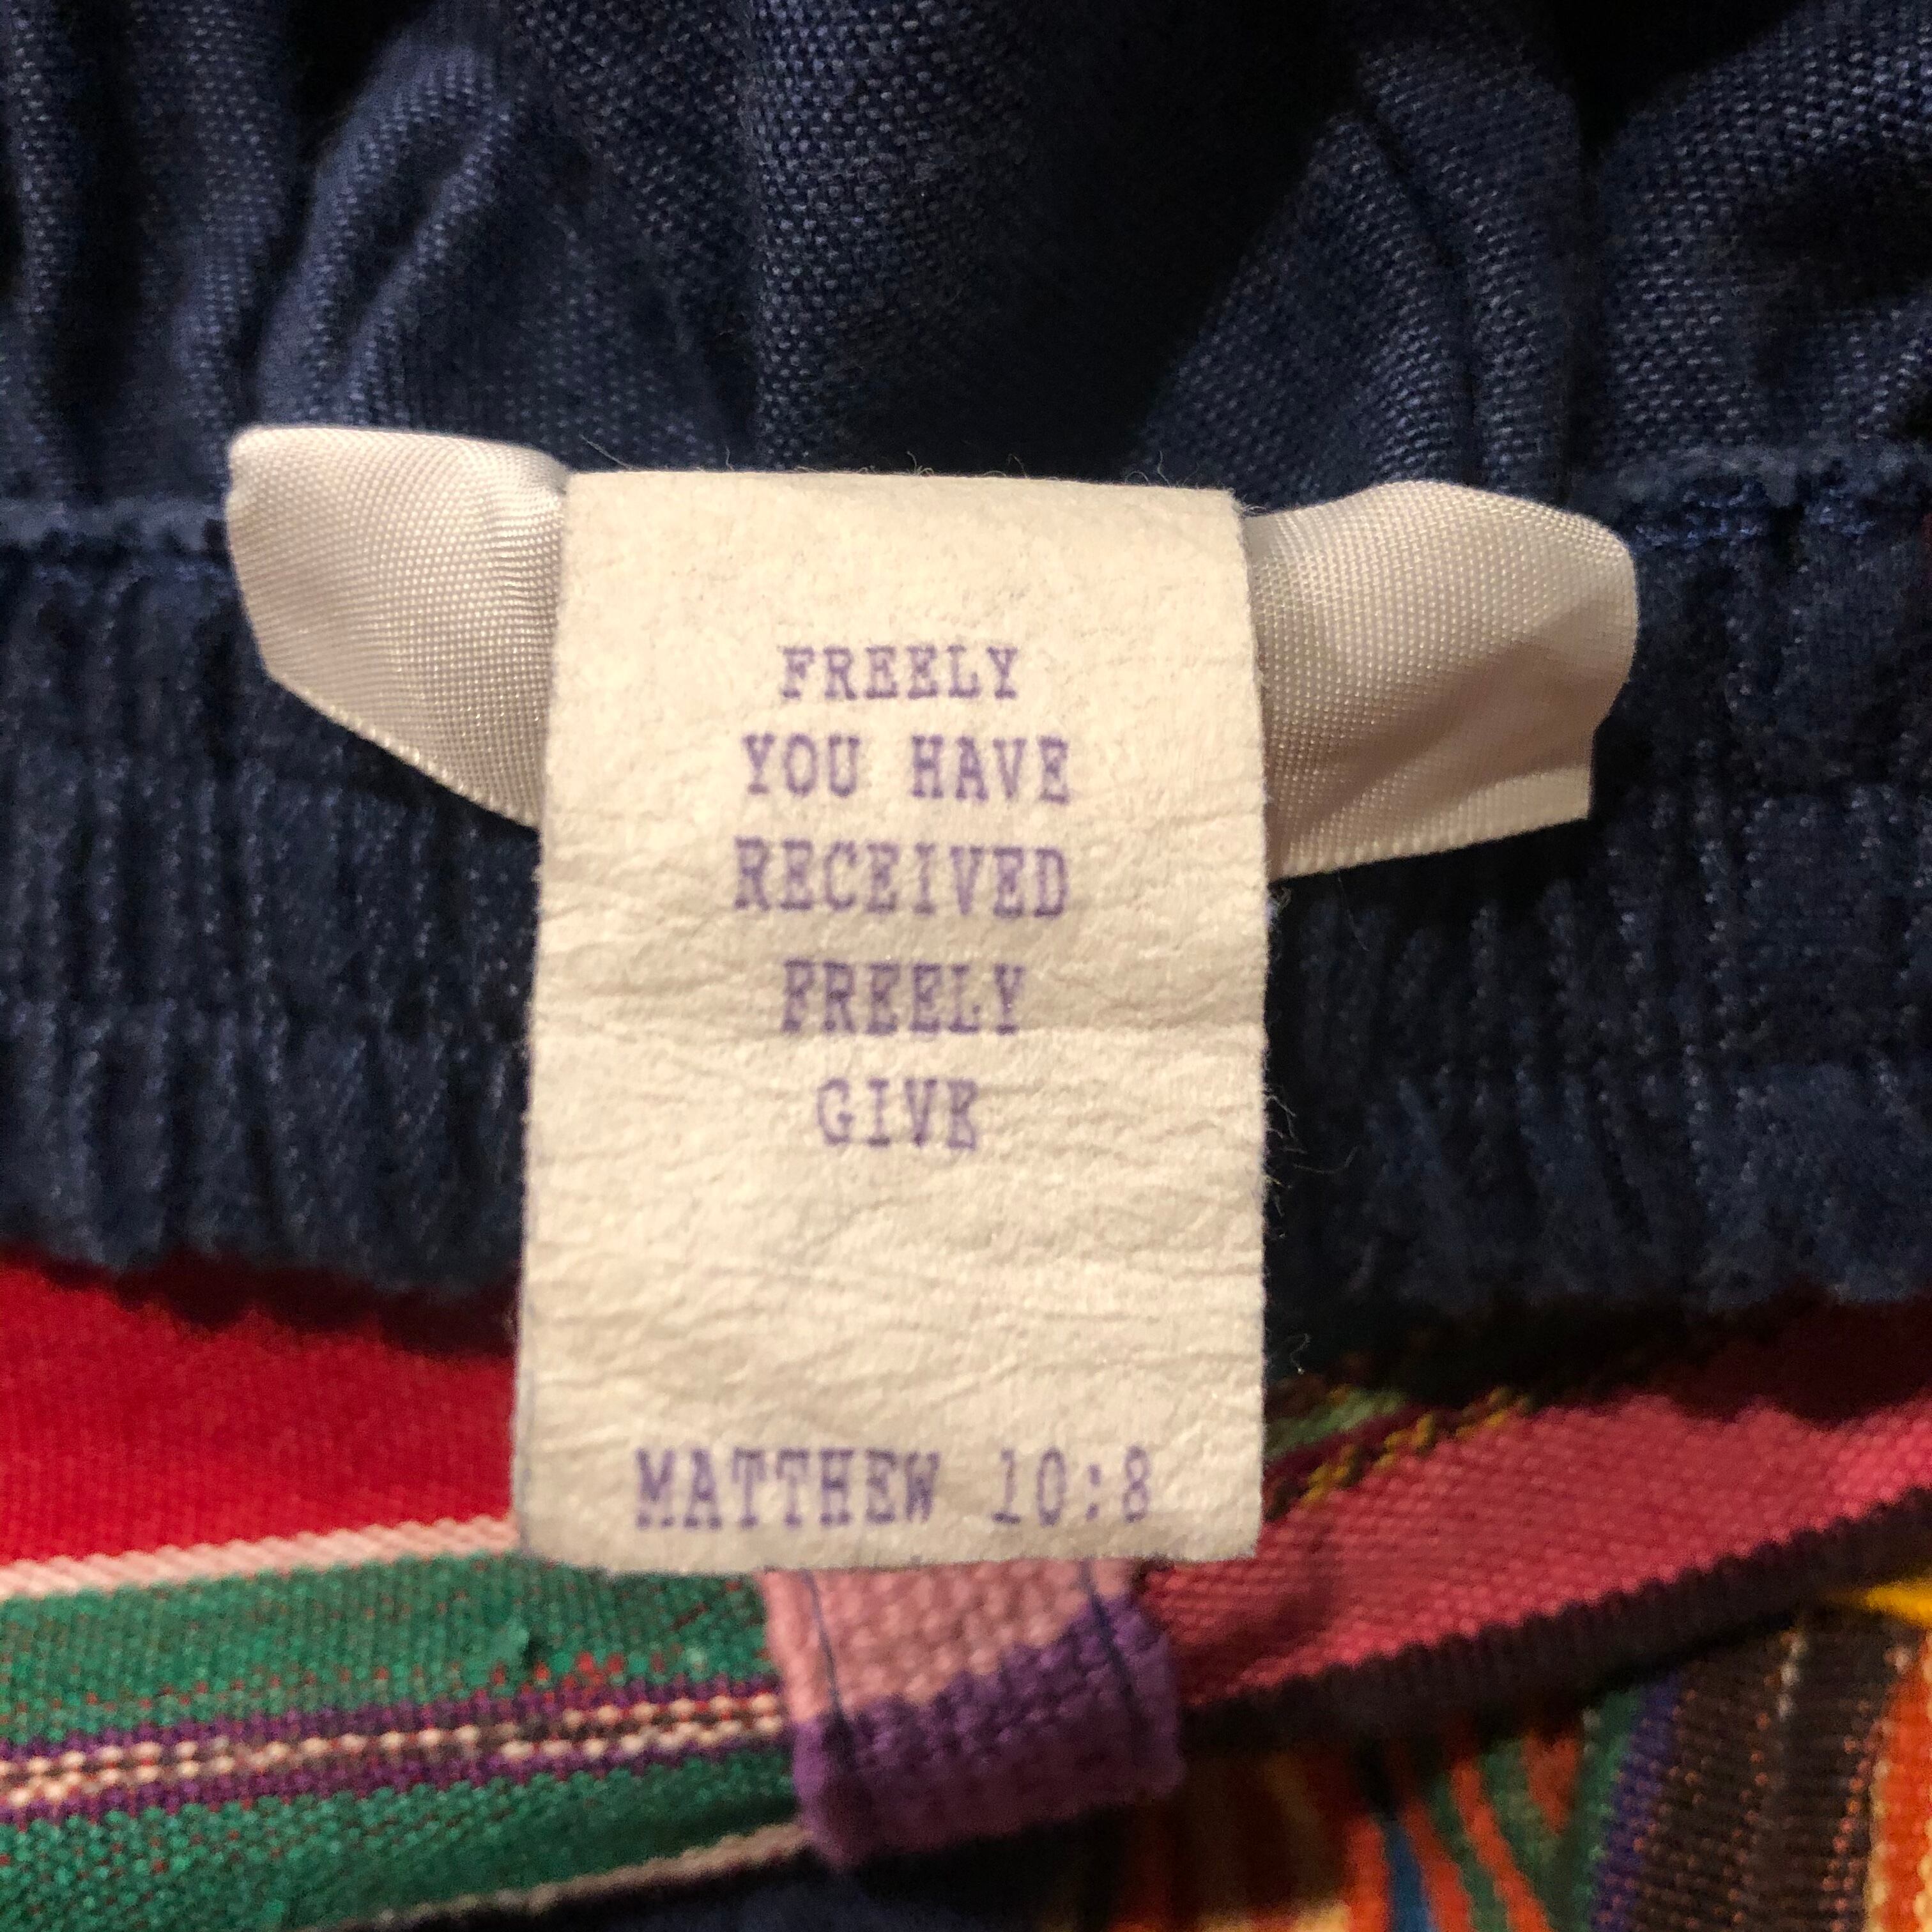 FREELY
YOU HAVE
RECEIVED
FREELY
GIVE
MATTHEW 10:8